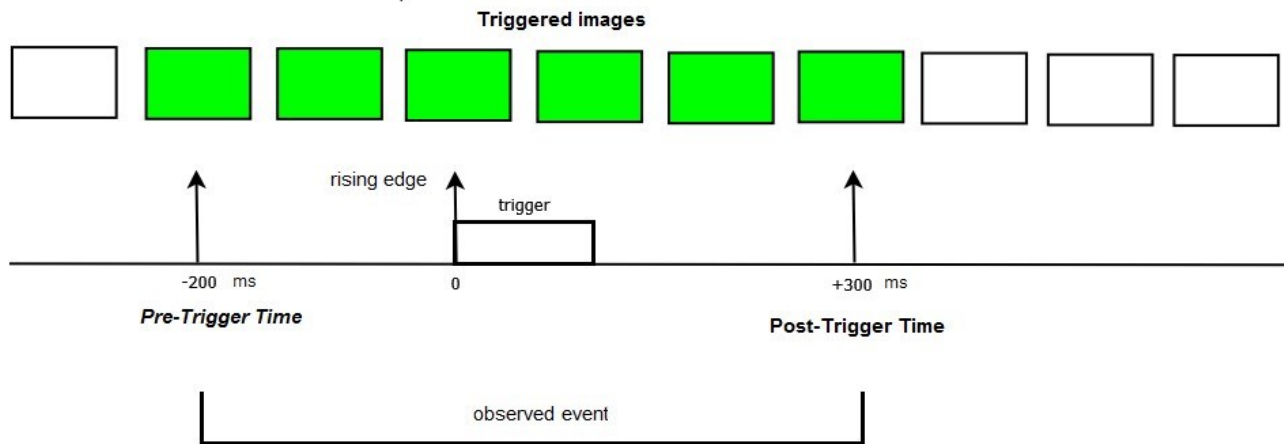 Triggered images
rising edge
trigger
-200 ms
0
+300 ms
Pre-Trigger Time
Post-Trigger Time
observed event